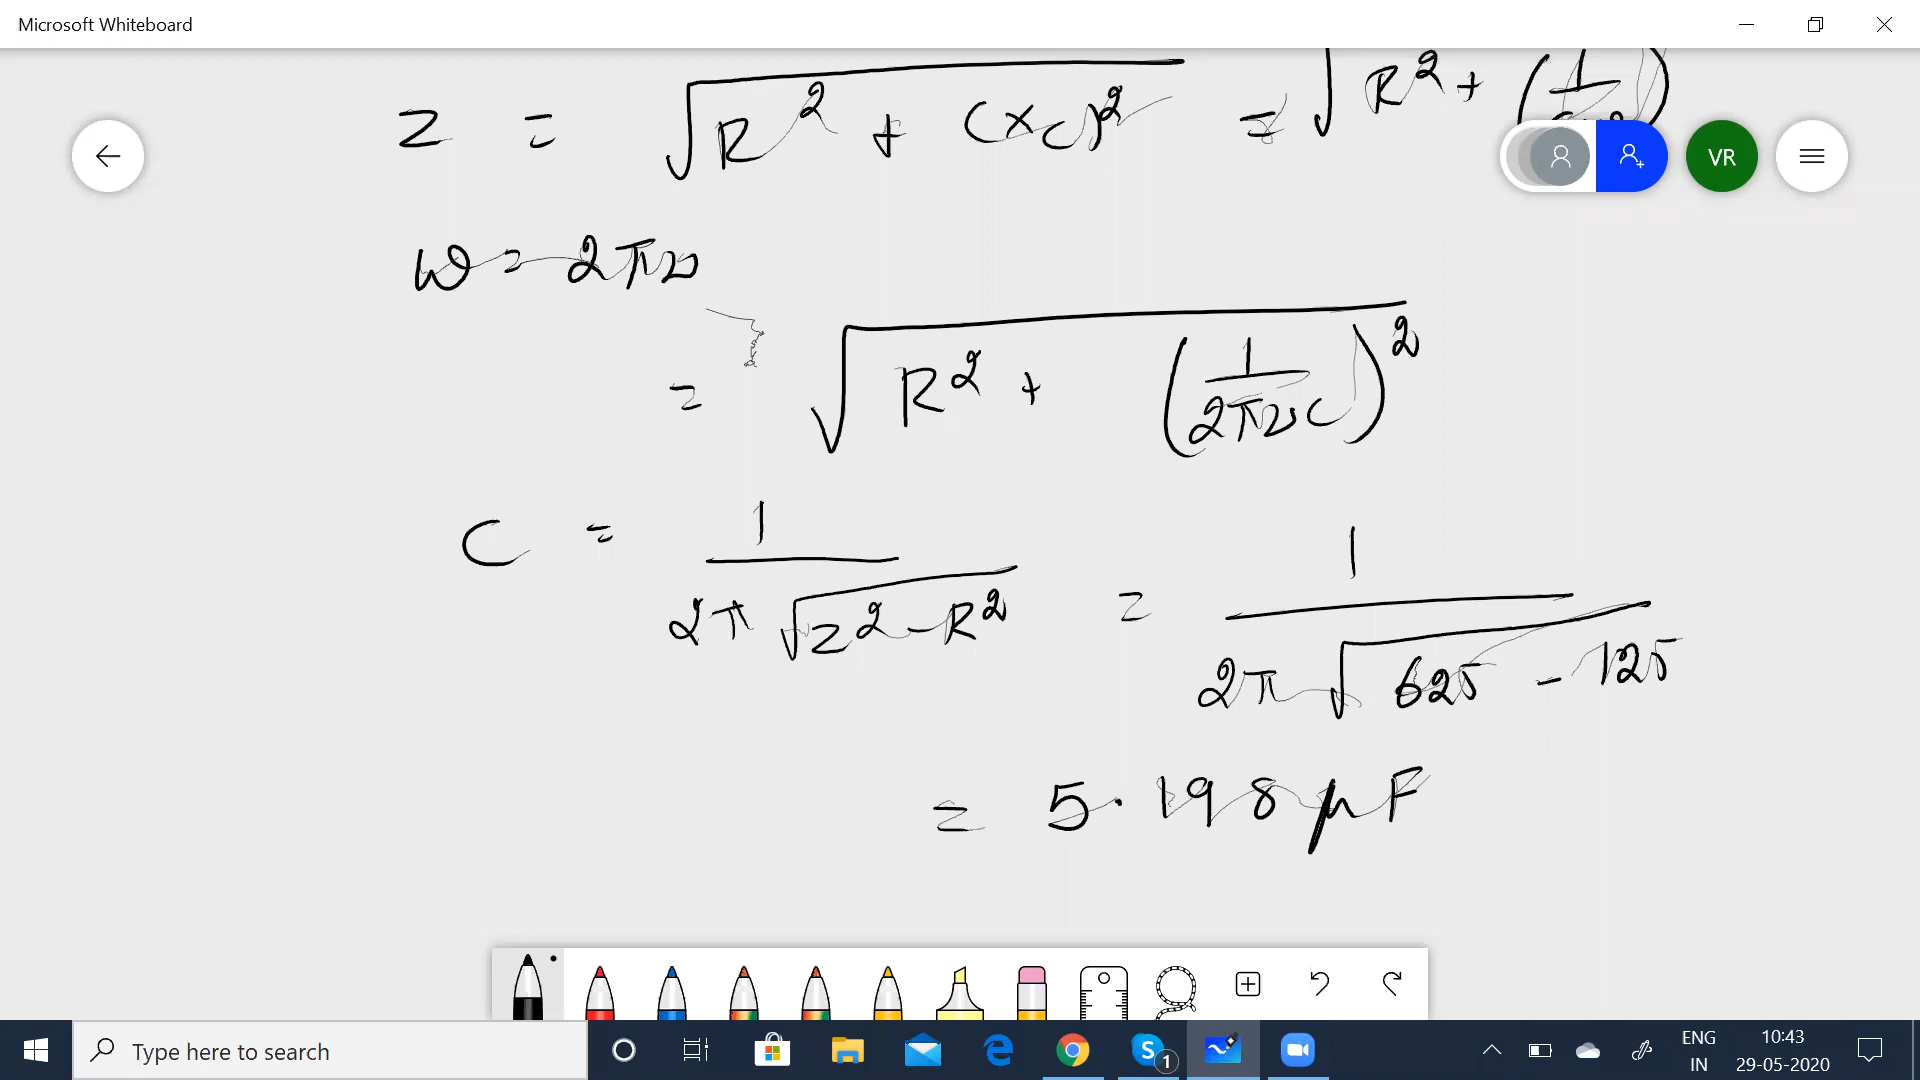 Microsoft Whiteboard
Z = √R² + (Xc)² = √R² + (1
VR
ω = 2πν
= √R² + (1/2πνC)²
C = 1/2π √Z² - R² = 1/2π √625 - 125
= 5.198 μF
Type here to search
1
ENG
IN
10:43
29-05-2020